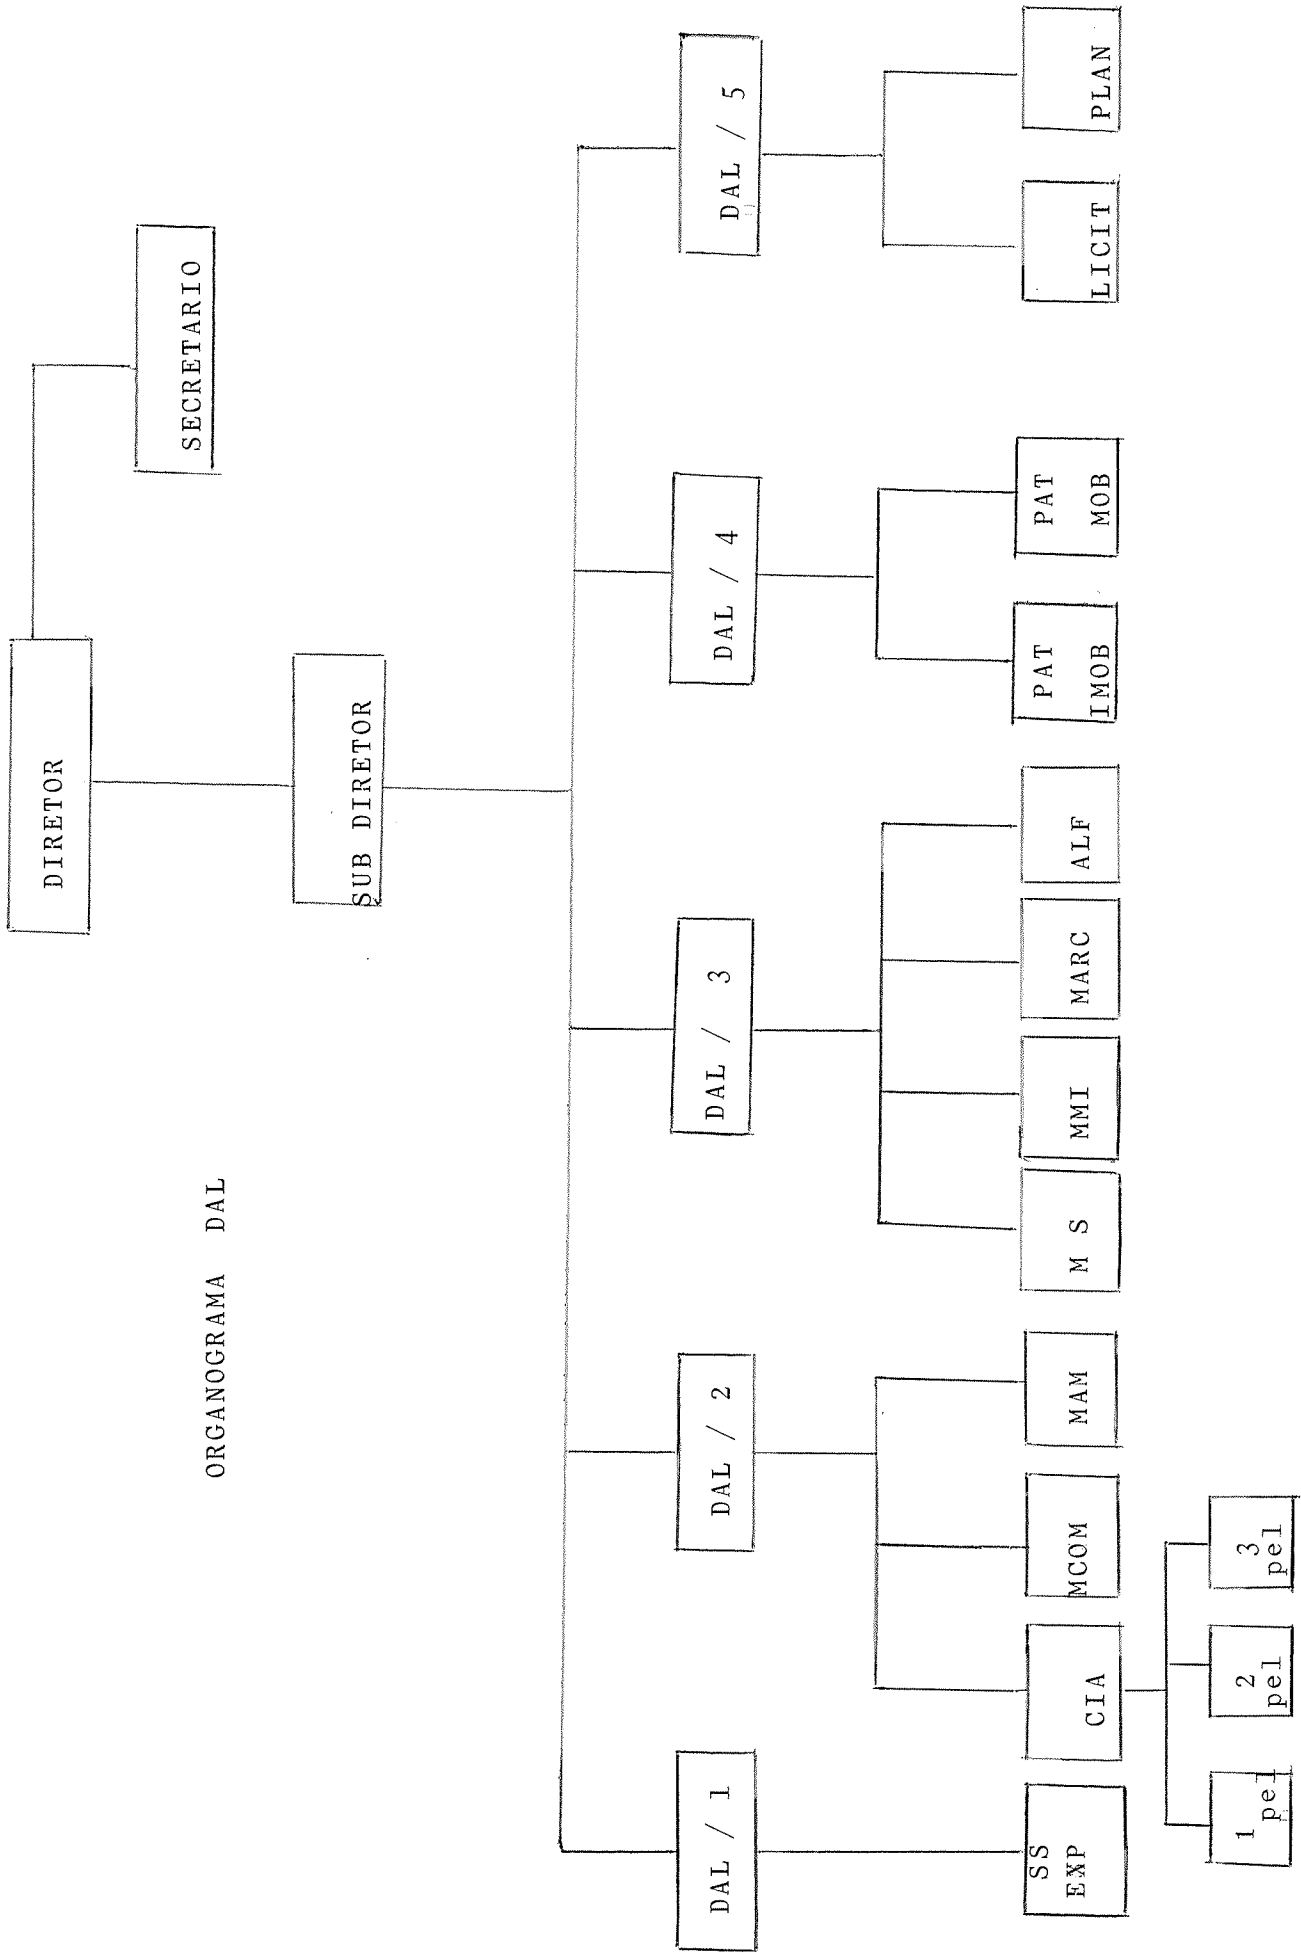 ORGANOGRAMA DAL
DIRETOR
SECRETARIO
SUB DIRETOR
DAL / 1
DAL / 2
DAL / 3
DAL / 4
DAL / 5
SS
EXP
CIA
MCOM
MAM
M S
MMI
MARC
ALF
PAT
IMOB
PAT
MOB
LICIT
PLAN
1
pel
2
pel
3
pel